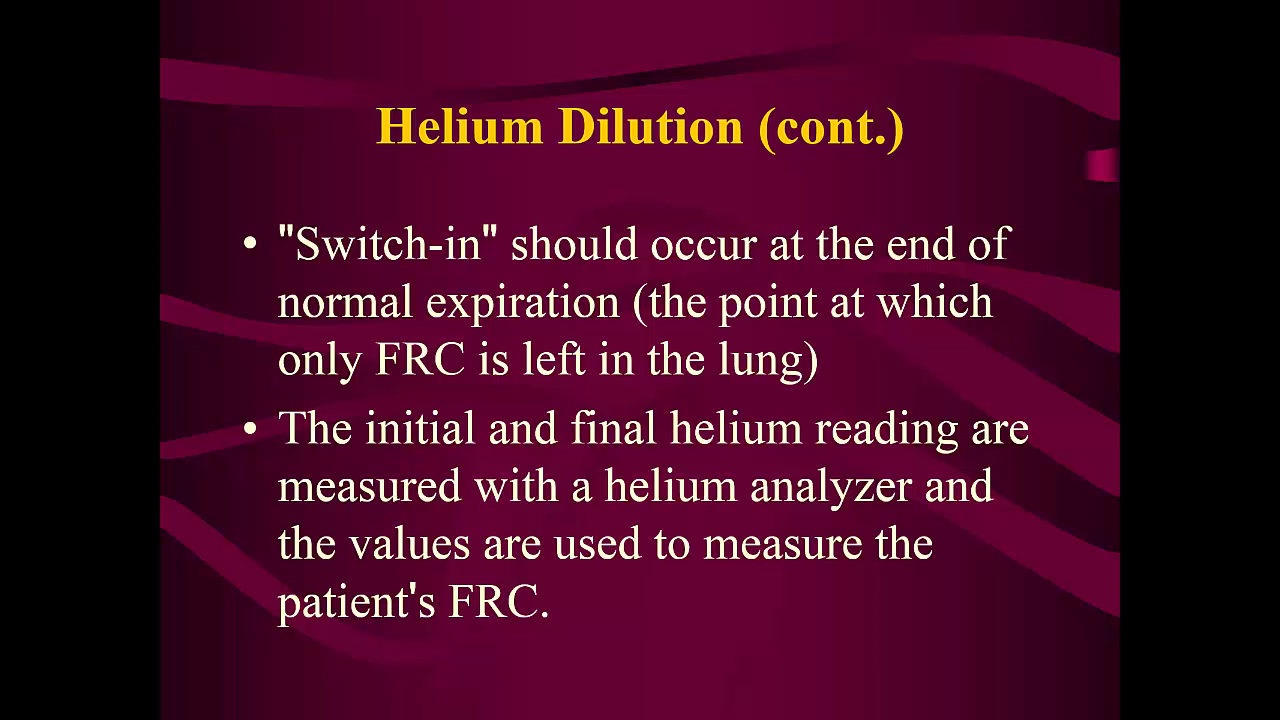 Helium Dilution (cont.)
• "Switch-in" should occur at the end of
normal expiration (the point at which
only FRC is left in the lung)
• The initial and final helium reading are
measured with a helium analyzer and
the values are used to measure the
patient's FRC.